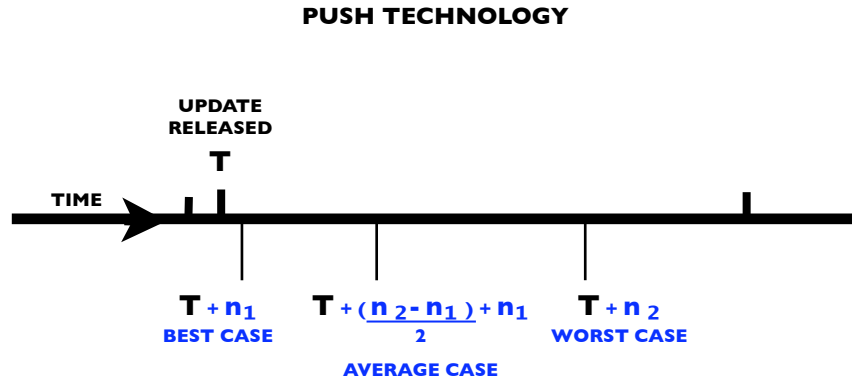 PUSH TECHNOLOGY
UPDATE
RELEASED
T
TIME
T + n1
BEST CASE
T + (n2 - n1) + n1
2
AVERAGE CASE
T + n2
WORST CASE